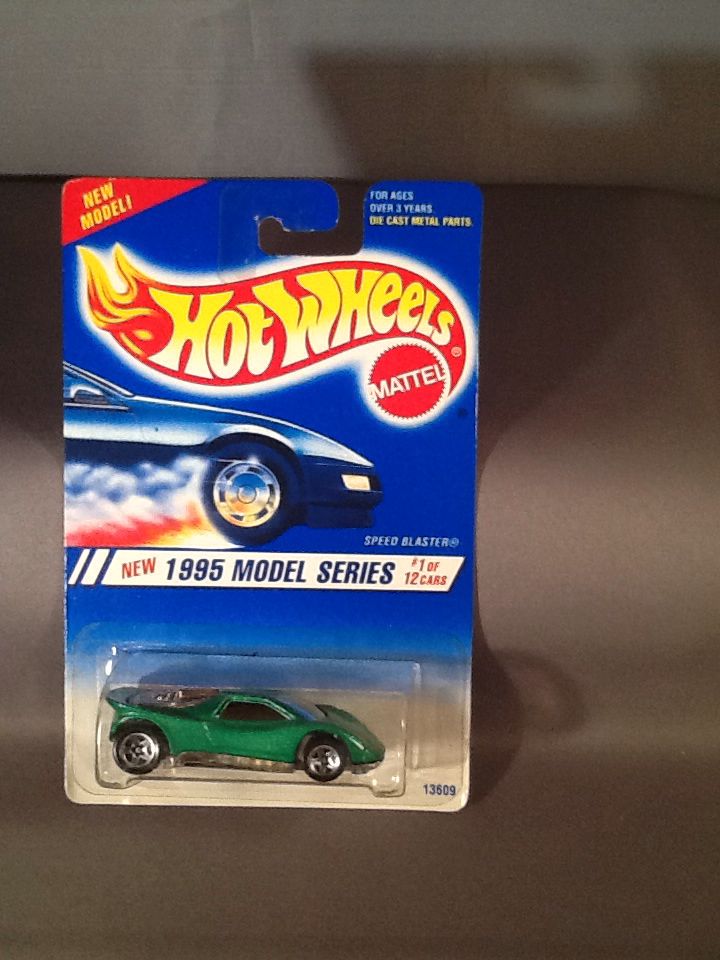 NEW
MODEL!
FOR AGES
OVER 3 YEARS.
DIE CAST METAL PARTS.
HOT WHEELS®
MATTEL
SPEED BLASTER®
NEW 1995 MODEL SERIES #1 OF
12 CARS
13609